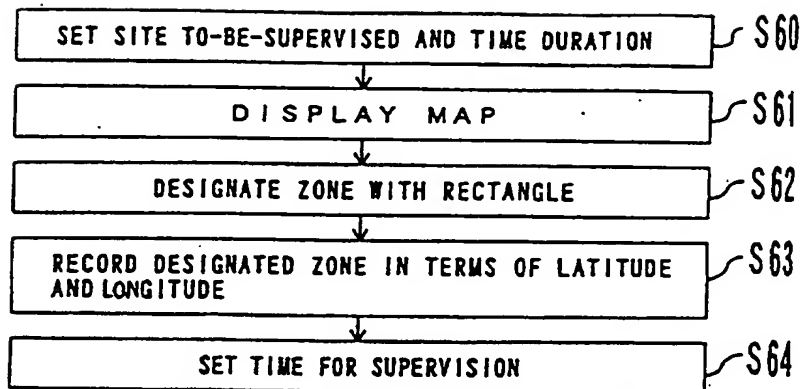 SET SITE TO-BE-SUPERVISED AND TIME DURATION S60
DISPLAY MAP S61
DESIGNATE ZONE WITH RECTANGLE S62
RECORD DESIGNATED ZONE IN TERMS OF LATITUDE S63
AND LONGITUDE
SET TIME FOR SUPERVISION S64